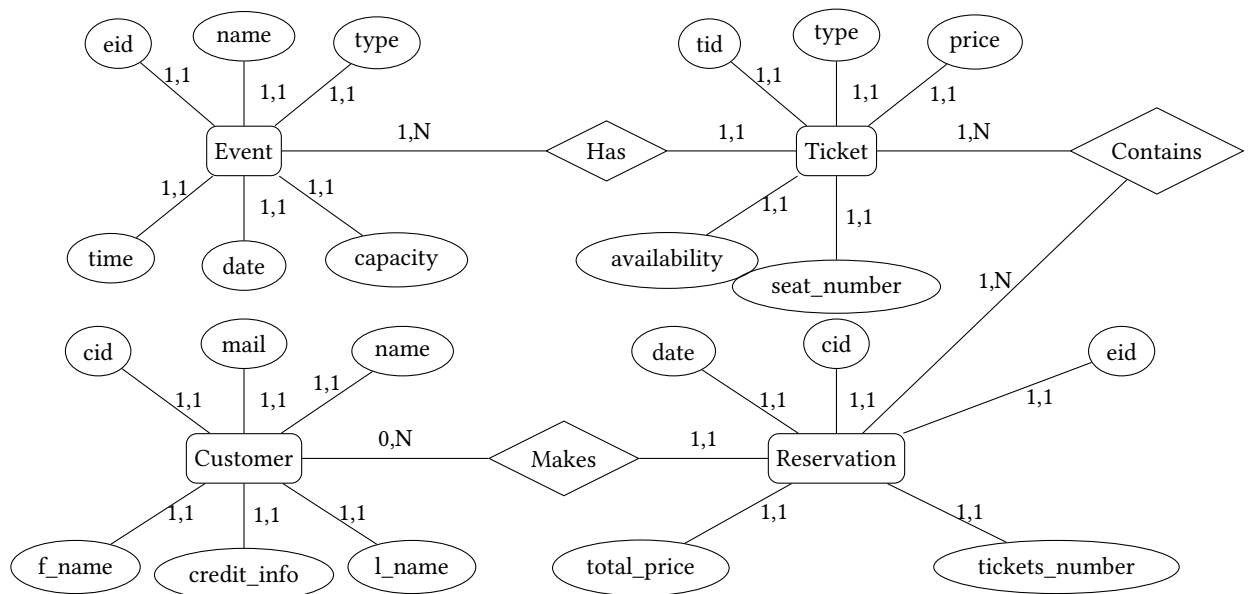 eid name type tid type price
1,1 1,1 1,1 1,1 1,1 1,1
Event 1,N Has 1,1 Ticket 1,N Contains
1,1 1,1 1,1 1,1 1,1
time date capacity availability seat_number
1,N
cid mail name date cid eid
1,1 1,1 1,1 1,1 1,1 1,1
Customer 0,N Makes 1,1 Reservation
1,1 1,1 1,1 1,1 1,1
f_name credit_info l_name total_price tickets_number